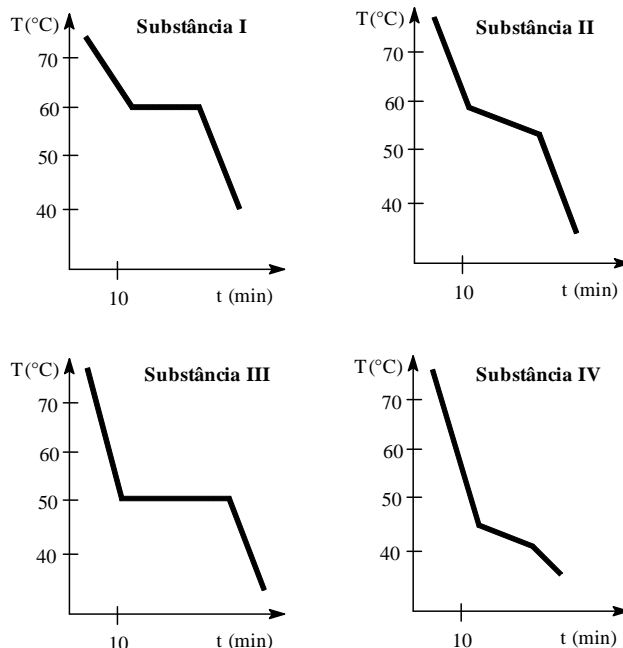 T(°C)
Substância I
70
60
50
40
10
t (min)
T(°C)
Substância II
70
60
50
40
10
t (min)
T(°C)
Substância III
70
60
50
40
10
t (min)
T(°C)
Substância IV
70
60
50
40
10
t (min)